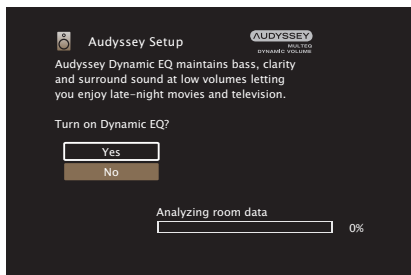 Audyssey Setup
AUDYSSEY
MULTEQ
DYNAMIC VOLUME
Audyssey Dynamic EQ maintains bass, clarity
and surround sound at low volumes letting
you enjoy late-night movies and television.
Turn on Dynamic EQ?
Yes
No
Analyzing room data
0%